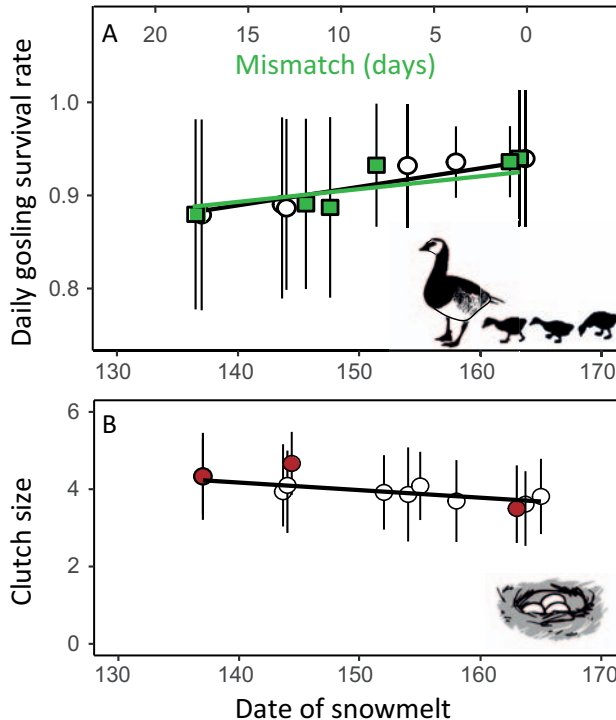 A
20 15 10 5 0
Mismatch (days)
Daily gosling survival rate
1.0
0.9
0.8
130 140 150 160 170
B
Clutch size
6
4
2
0
130 140 150 160 170
Date of snowmelt